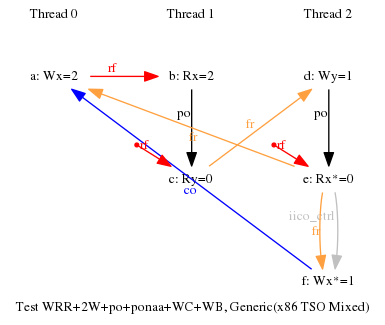 Thread 0 Thread 1 Thread 2
a: Wx=2 rf b: Rx=2 d: Wy=1
po po
fr
fr
rf rf
c: Ry=0 e: Rx*=0
co
iico_ctrl
fr
f: Wx*=1
Test WRR+2W+po+ponaa+WC+WB, Generic(x86 TSO Mixed)